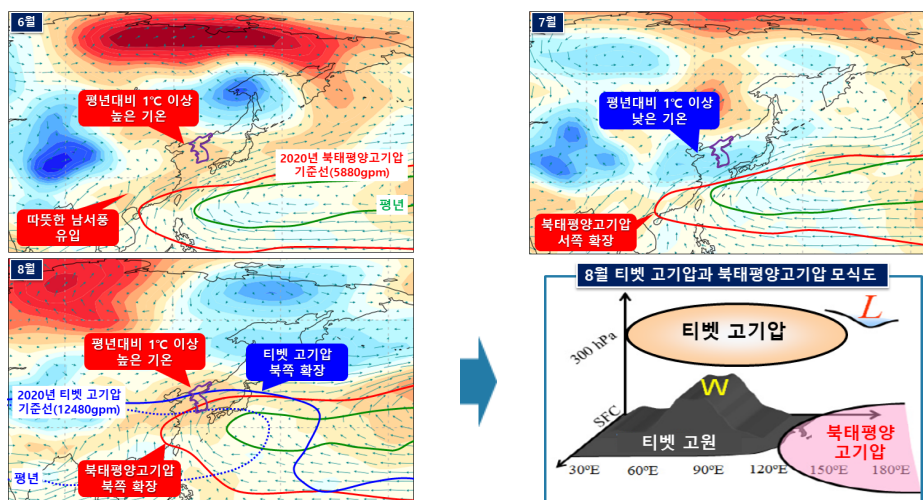 6월
평년대비 1℃ 이상
높은 기온
2020년 북태평양고기압
기준선(5880gpm)
평년
따뜻한 남서풍
유입
7월
평년대비 1℃ 이상
낮은 기온
북태평양고기압
서쪽 확장
8월
평년대비 1℃ 이상
높은 기온
티벳 고기압
북쪽 확장
2020년 티벳 고기압
기준선(12480gpm)
평년
북태평양고기압
북쪽 확장
8월 티벳 고기압과 북태평양고기압 모식도
L
티벳 고기압
300 hPa
SFC
티벳 고원
북태평양
고기압
30°E 60°E 90°E 120°E 150°E 180°E